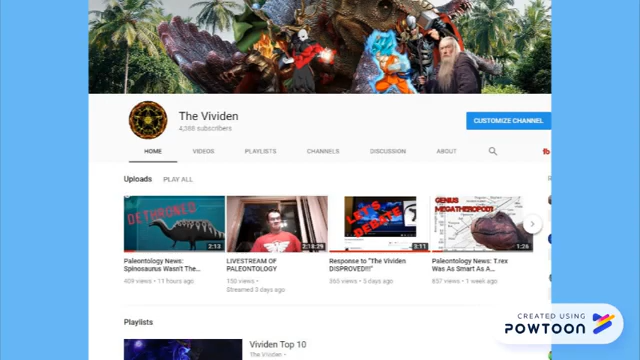 The Vividen
4,388 subscribers
CUSTOMIZE CHANNEL
HOME VIDEOS PLAYLISTS CHANNELS DISCUSSION ABOUT
Uploads PLAY ALL
DETHRONED
LET'S DEBATE
GENIUS MEGATHEROPOD!
2:13 2:18:29 3:11 1:26
Paleontology News: Spinosaurus Wasn't The...
409 views • 11 hours ago
LIVESTREAM OF PALEONTOLOGY
150 views •
Streamed 3 days ago
Response to "The Vividen DISPROVED!!!"
365 views • 5 days ago
Paleontology News: T.rex Was As Smart As A...
837 views • 1 week ago
Playlists
Vividen Top 10
The Vividen •
CREATED USING
POWTOON